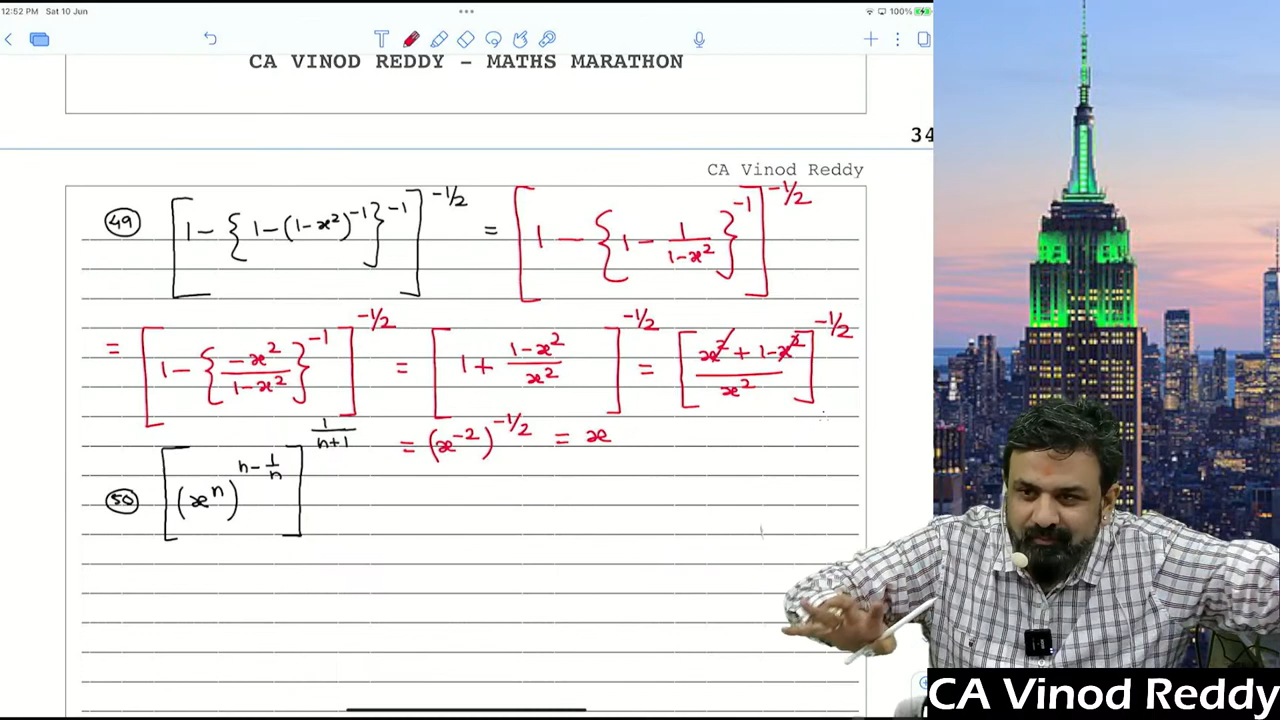 12:52 PM Sat 10 Jun
100%
CA VINOD REDDY - MATHS MARATHON
34
CA Vinod Reddy
49 [1-{1-(1-x²)^-1}^-1]^-1/2 = [1-{1-1/(1-x²)}^-1]^-1/2
= [1-{-x²/(1-x²)}^-1]^-1/2 = [1+(1-x²)/x²]^-1/2 = [(x²+1-x²)/x²]^-1/2
= (x^-2)^-1/2 = x
50 [(x^n)^(n-1/n)]^(1/(n+1))
CA Vinod Reddy